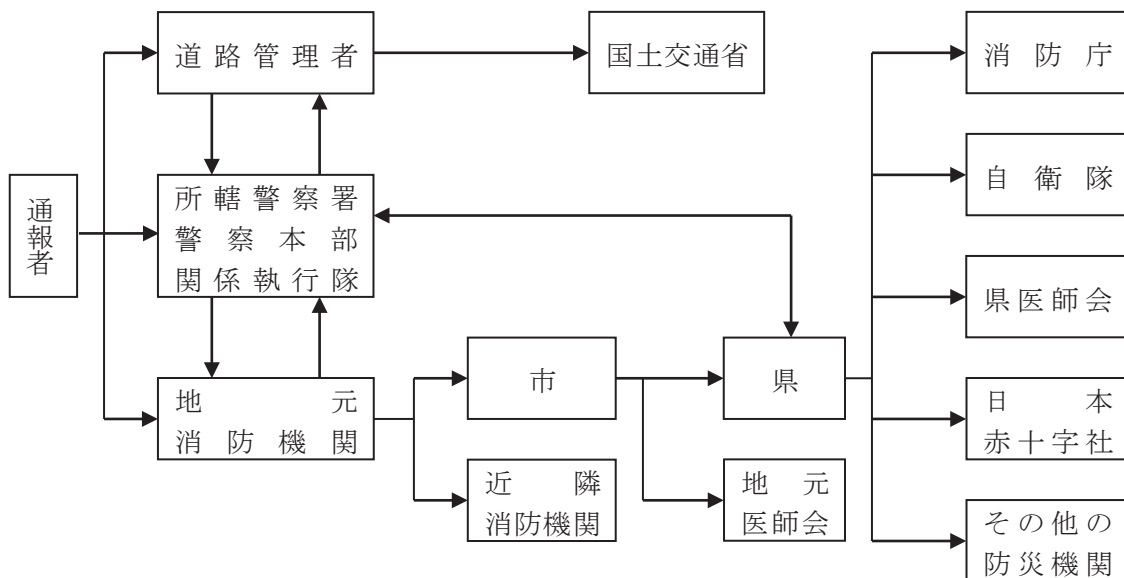 道路管理者
国土交通省
消防庁
自衛隊
通報者
所轄警察署
警察本部
関係執行隊
県医師会
市
県
地元
消防機関
日本
赤十字社
近隣
消防機関
地元
医師会
その他の
防災機関